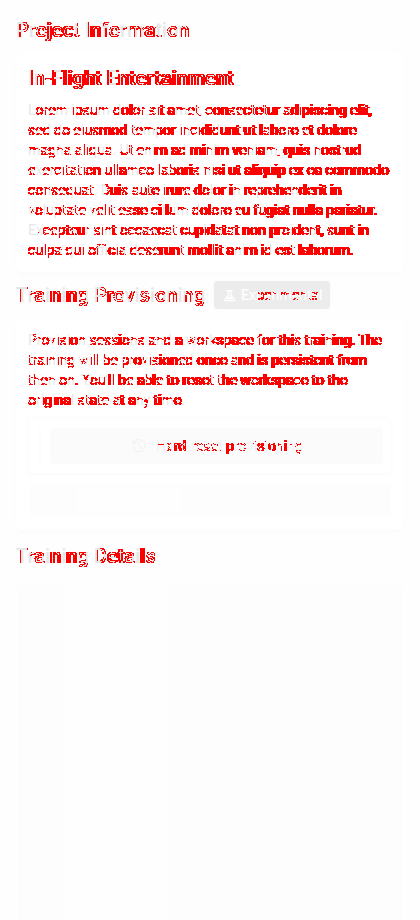 Project Information
In-Flight Entertainment
Lorem ipsum dolor sit amet, consectetur adipiscing elit,
sed do eiusmod tempor incididunt ut labore et dolore
magna aliqua. Ut enim ad minim veniam, quis nostrud
exercitation ullamco laboris nisi ut aliquip ex ea commodo
consequat. Duis aute irure dolor in reprehenderit in
voluptate velit esse cillum dolore eu fugiat nulla pariatur.
Excepteur sint occaecat cupidatat non proident, sunt in
culpa qui officia deserunt mollit anim id est laborum.
Training Provisioning Experimental
Provision sessions and a workspace for this training. The
training will be provisioned once and is persistent from
then on. You'll be able to reset the workspace to the
original state at any time.
Hard reset provisioning
Training Details